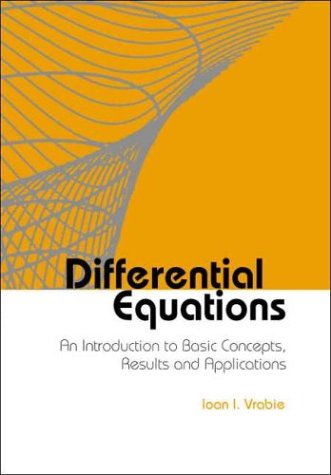 Differential
Equations
An Introduction to Basic Concepts,
Results and Applications
Ioan I. Vrabie